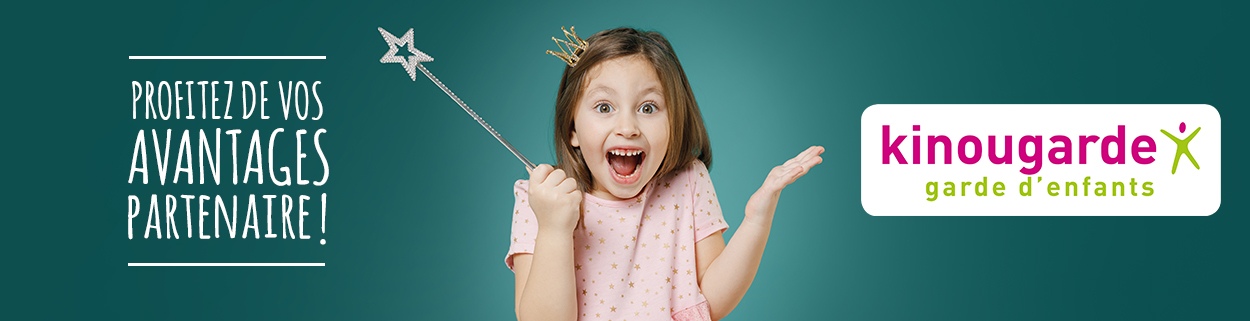 PROFITEZ DE VOS
AVANTAGES
PARTENAIRE !
kinougarde
garde d'enfants